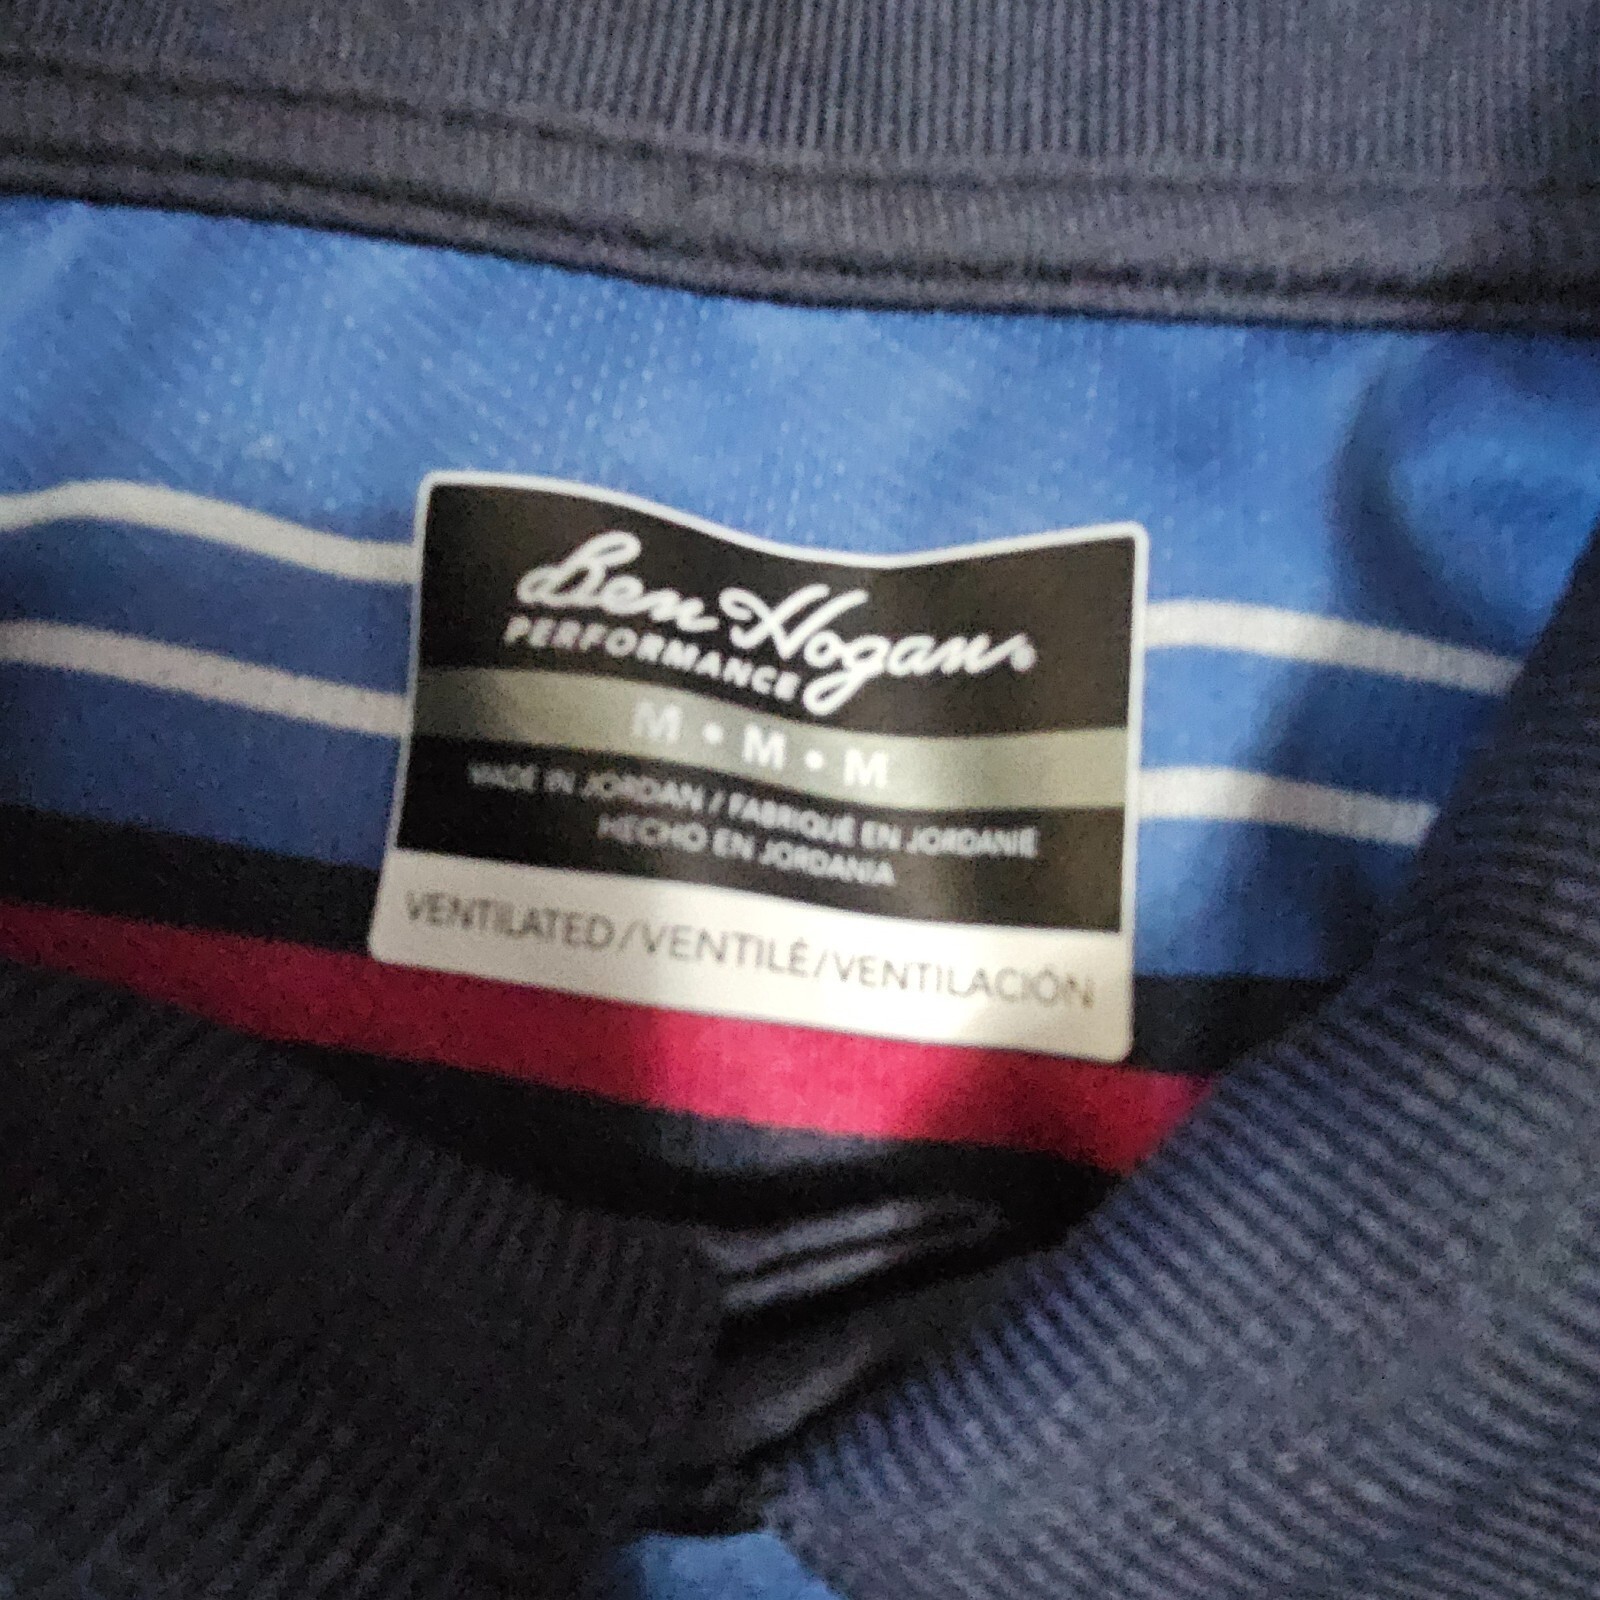 Ben Hogan
PERFORMANCE
M • M • M
MADE IN JORDAN / FABRIQUÉ EN JORDANIE
HECHO EN JORDANIA
VENTILATED/VENTILÉ/VENTILACIÓN